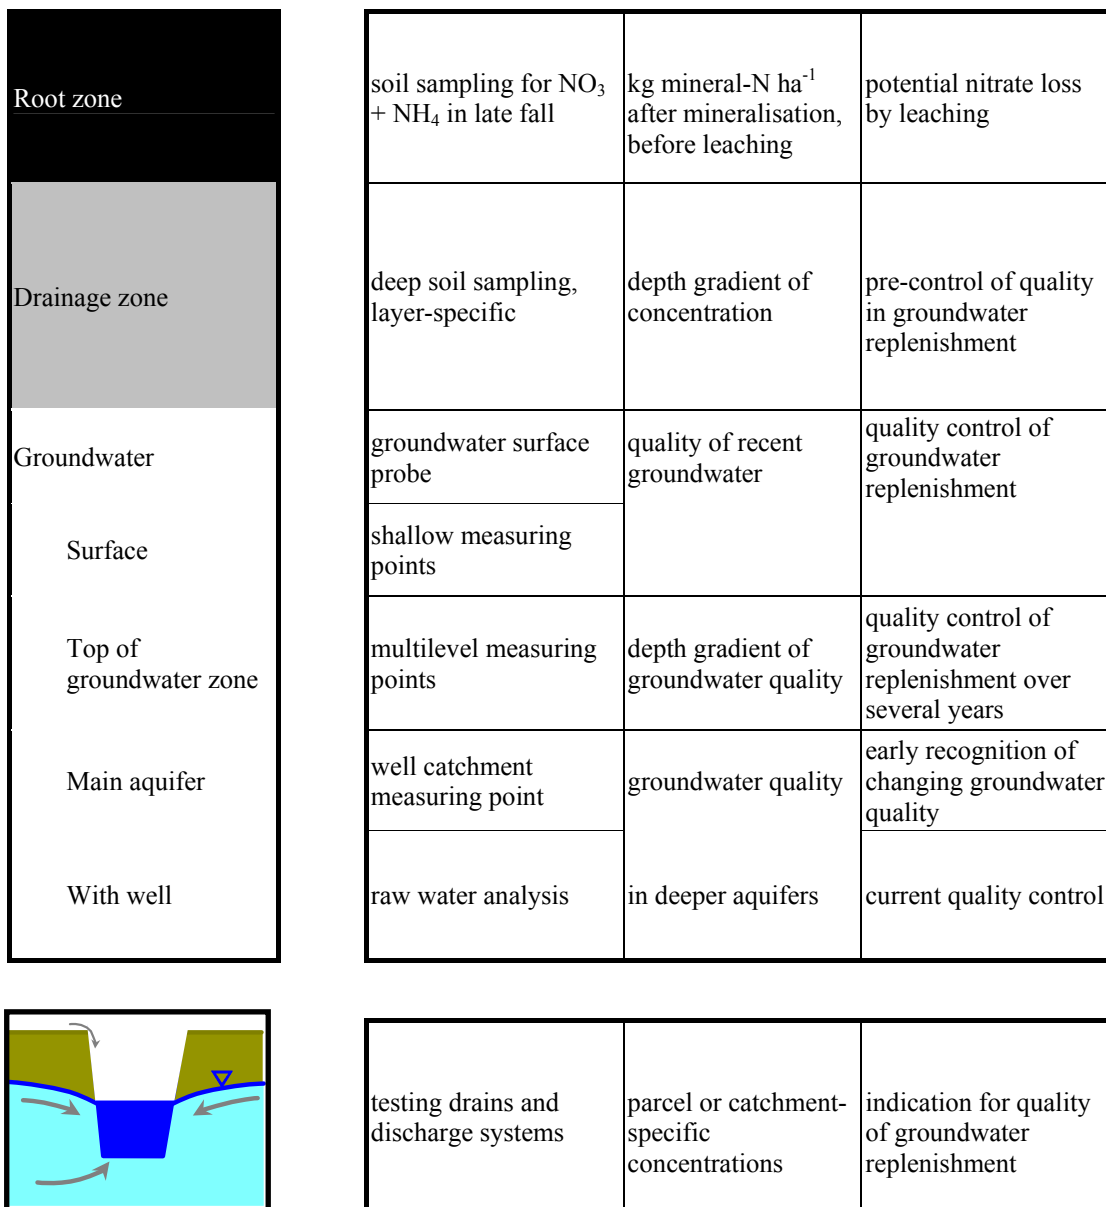 Root zone
soil sampling for NO3
+ NH4 in late fall
kg mineral-N ha-1
after mineralisation,
before leaching
potential nitrate loss
by leaching
Drainage zone
deep soil sampling,
layer-specific
depth gradient of
concentration
pre-control of quality
in groundwater
replenishment
Groundwater
groundwater surface
probe
quality of recent
groundwater
quality control of
groundwater
replenishment
Surface
shallow measuring
points
Top of
groundwater zone
multilevel measuring
points
depth gradient of
groundwater quality
quality control of
groundwater
replenishment over
several years
Main aquifer
well catchment
measuring point
groundwater quality
early recognition of
changing groundwater
quality
With well
raw water analysis
in deeper aquifers
current quality control
testing drains and
discharge systems
parcel or catchment-
specific
concentrations
indication for quality
of groundwater
replenishment